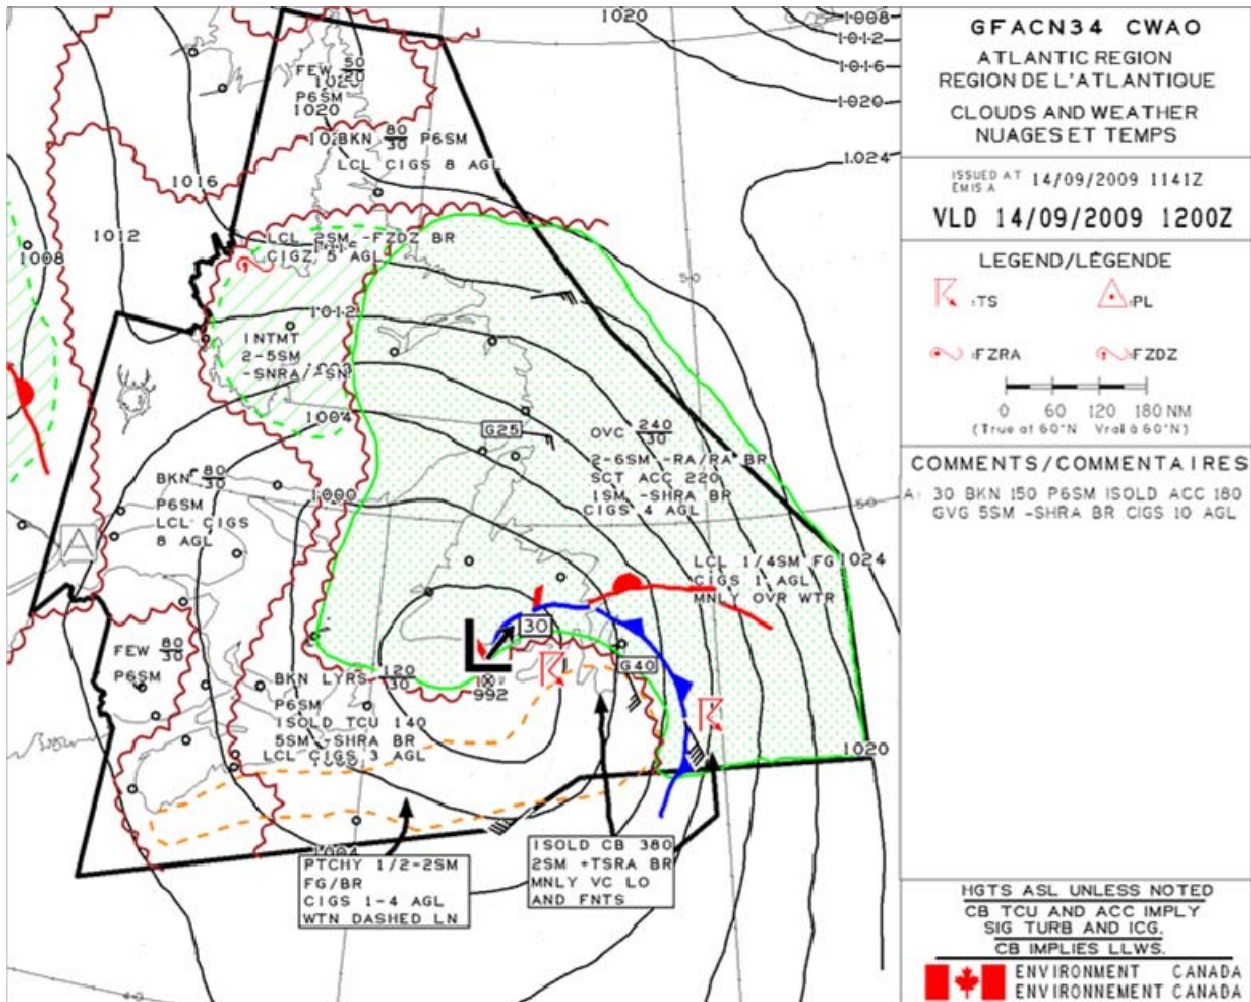 1020
1008
1012
1016
1020
1024
FEW 50/20
1020
P6SM
1020
BKN 80/30 P6SM
LCL CIGS 8 AGL
1016
1012
1008
LCL 2SM -FZDZ BR
CIGZ 5 AGL
50
1012
INTMT
2-5SM
-SNRA/-SN
1004
G25
OVC 240/30
2-6SM -RA/RA BR
SCT ACC 220
1SM -SHRA BR
CIGS 4 AGL
BKN 80/30
P6SM
LCL CIGS
8 AGL
1000
50
A
LCL 1/4SM FG
CIGS 1 AGL
MNLY OVR WTR
1024
30
L
992
G40
FEW 80/30
P6SM
BKN LYRS 120/30
P6SM
ISOLD TCU 140
5SM -SHRA BR
LCL CIGS 3 AGL
1020
1004
PTCHY 1/2-2SM
FG/BR
CIGS 1-4 AGL
WTN DASHED LN
ISOLD CB 380
2SM +TSRA BR
MNLY VC LO
AND FNTS
40
GFACN34 CWAO
ATLANTIC REGION
REGION DE L'ATLANTIQUE
CLOUDS AND WEATHER
NUAGES ET TEMPS
ISSUED AT 14/09/2009 1141Z
EMIS A
VLD 14/09/2009 1200Z
LEGEND/LÉGENDE
:TS
:PL
:FZRA
:FZDZ
0 60 120 180 NM
(True at 60°N Vrai à 60°N)
COMMENTS/COMMENTAIRES
A: 30 BKN 150 P6SM ISOLD ACC 180
GVG 5SM -SHRA BR CIGS 10 AGL
HGTS ASL UNLESS NOTED
CB TCU AND ACC IMPLY
SIG TURB AND ICG.
CB IMPLIES LLWS.
ENVIRONMENT CANADA
ENVIRONNEMENT CANADA